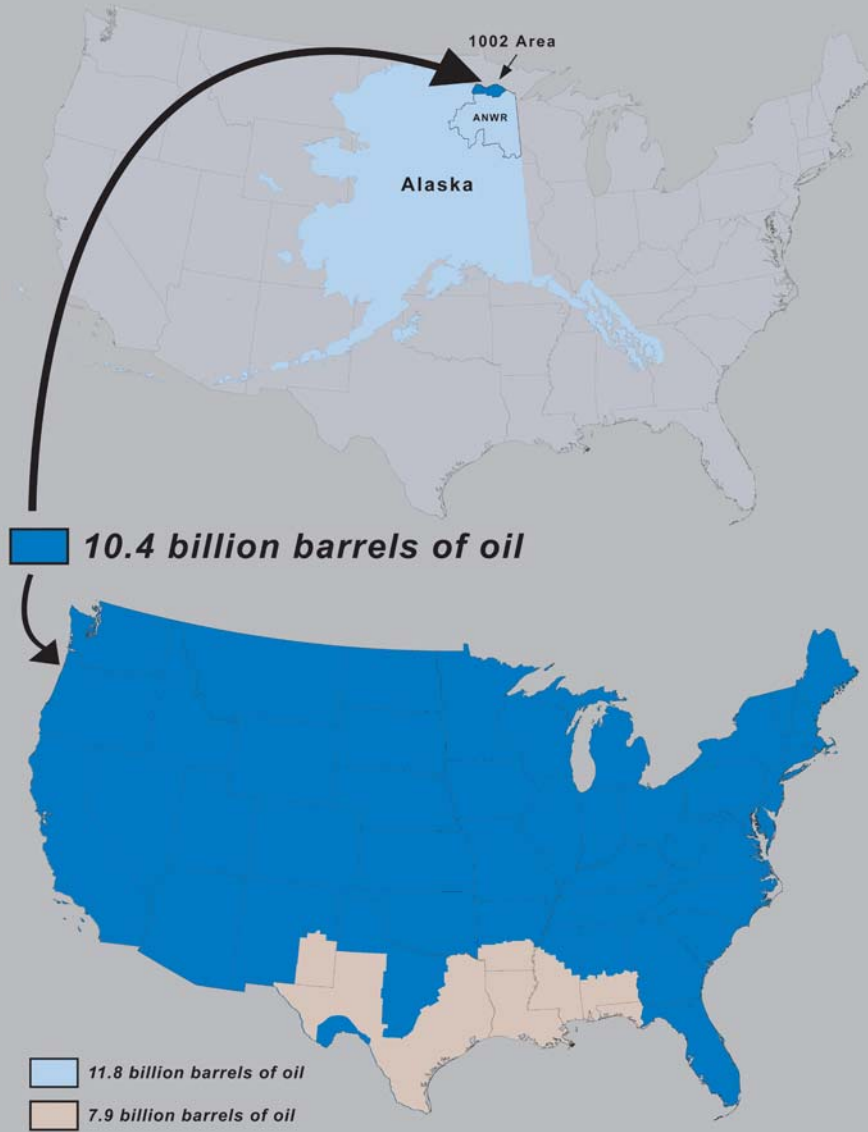 1002 Area
ANWR
Alaska
10.4 billion barrels of oil
11.8 billion barrels of oil
7.9 billion barrels of oil